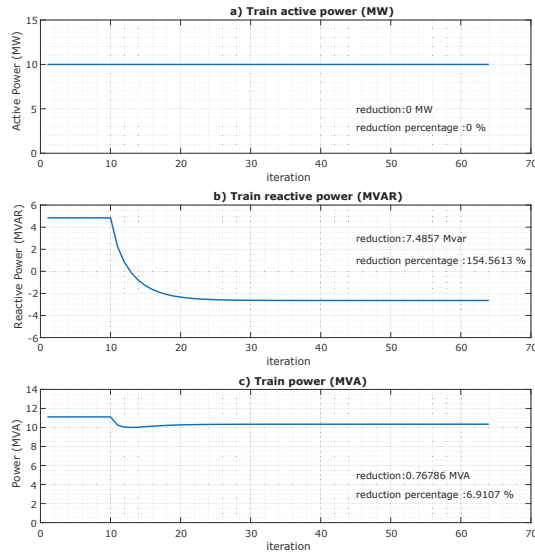 a) Train active power (MW)
15
10
5
0
Active Power (MW)
reduction:0 MW
reduction percentage :0 %
0 10 20 30 40 50 60 70
iteration
b) Train reactive power (MVAR)
6
4
2
0
-2
-4
-6
Reactive Power (MVAR)
reduction:7.4857 Mvar
reduction percentage :154.5613 %
0 10 20 30 40 50 60 70
iteration
c) Train power (MVA)
14
12
10
8
6
4
2
0
Power (MVA)
reduction:0.76786 MVA
reduction percentage :6.9107 %
0 10 20 30 40 50 60 70
iteration